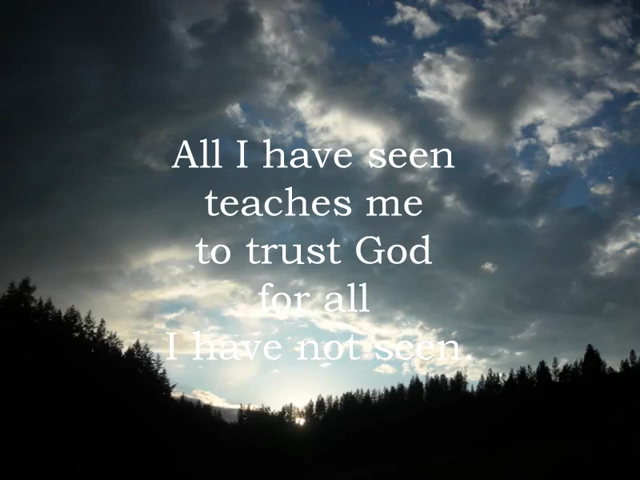 All I have seen
teaches me
to trust God
for all
I have not seen.